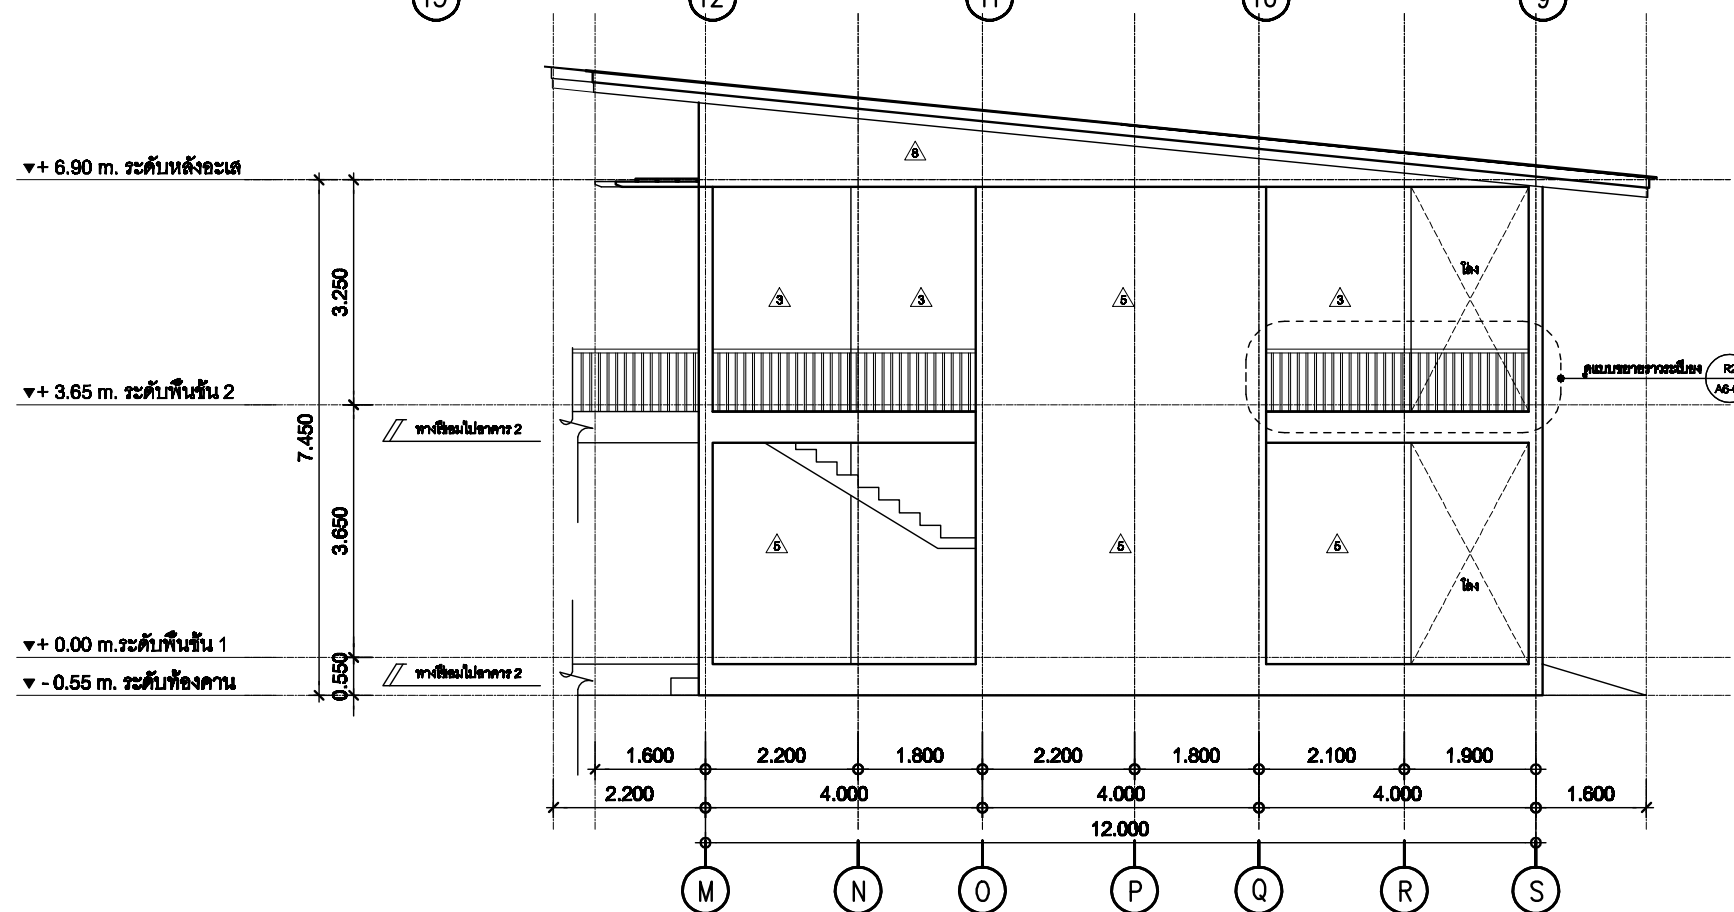 12
11
10
9
8
▼+ 6.90 m. ระดับหลังอะเส
3.250
โล่ง
3
3
5
3
ดูแบบขยายราวระเบียง
▼+ 3.65 m. ระดับพื้นชั้น 2
7.450
ทางเชื่อมไปอาคาร 2
3.650
5
5
5
โล่ง
▼+ 0.00 m.ระดับพื้นชั้น 1
0.550
ทางเชื่อมไปอาคาร 2
▼ - 0.55 m. ระดับท้องคาน
1.600 2.200 1.800 2.200 1.800 2.100 1.900
2.200 4.000 4.000 4.000 1.600
12.000
M N O P Q R S